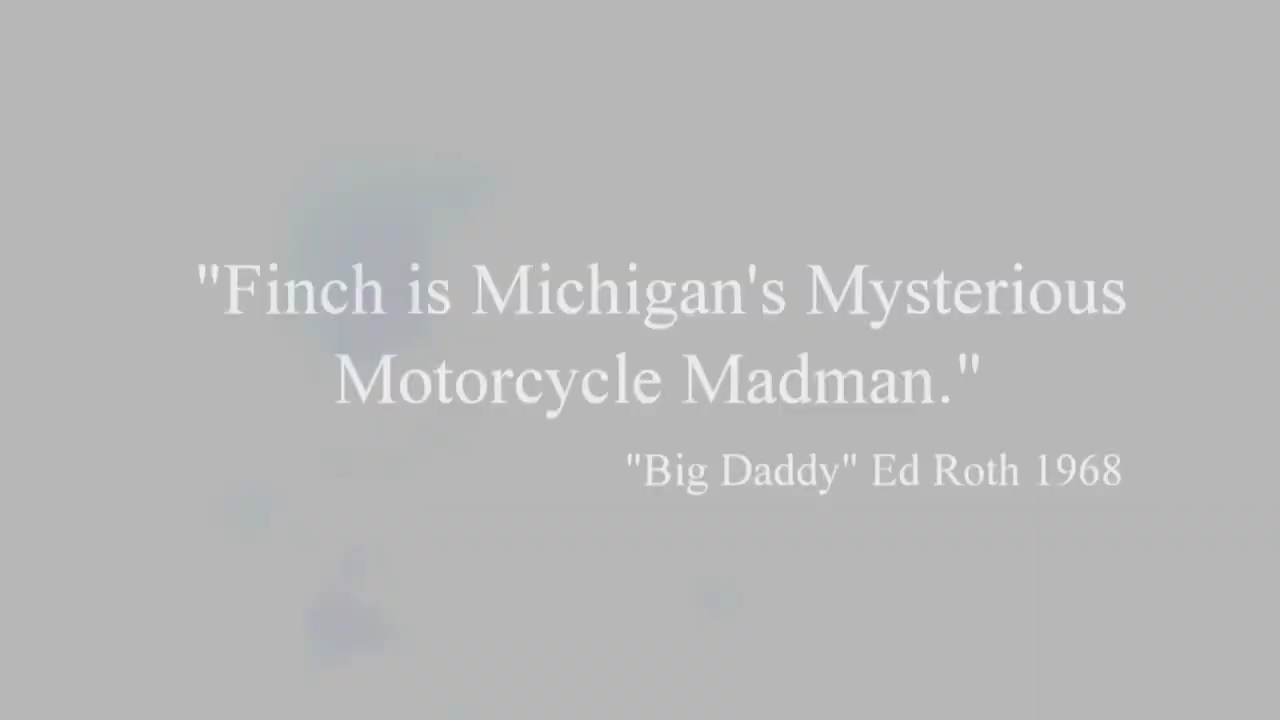 "Finch is Michigan's Mysterious
Motorcycle Madman."
"Big Daddy" Ed Roth 1968